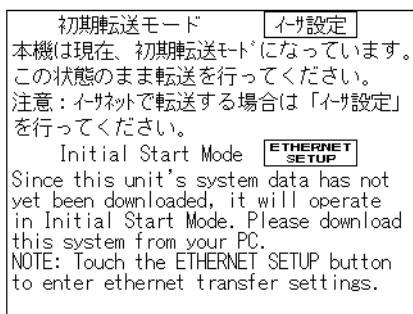 初期転送モード ｲｰｻ設定
本機は現在、初期転送ﾓｰﾄﾞになっています。
この状態のまま転送を行ってください。
注意：ｲｰｻﾈｯﾄで転送する場合は「ｲｰｻ設定」
を行ってください。
Initial Start Mode ETHERNET SETUP
Since this unit's system data has not
yet been downloaded, it will operate
in Initial Start Mode. Please download
this system from your PC.
NOTE: Touch the ETHERNET SETUP button
to enter ethernet transfer settings.